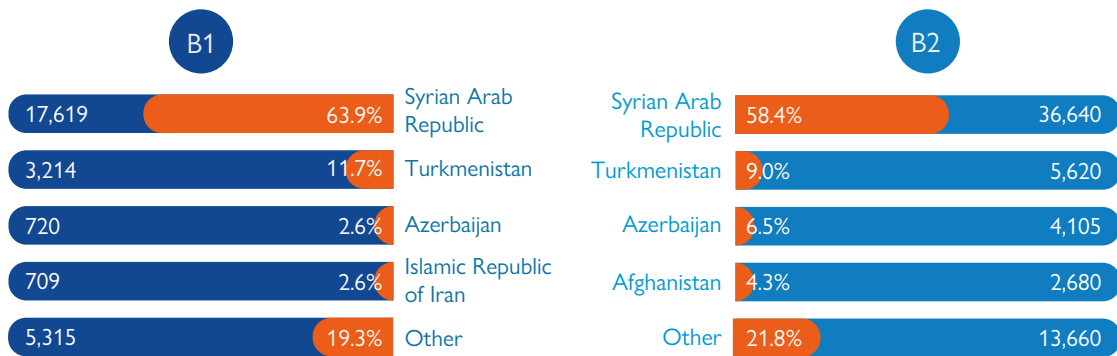 B1
17,619 63.9% Syrian Arab
Republic
3,214 11.7% Turkmenistan
720 2.6% Azerbaijan
709 2.6% Islamic Republic
of Iran
5,315 19.3% Other
B2
Syrian Arab
Republic 58.4% 36,640
Turkmenistan 9.0% 5,620
Azerbaijan 6.5% 4,105
Afghanistan 4.3% 2,680
Other 21.8% 13,660